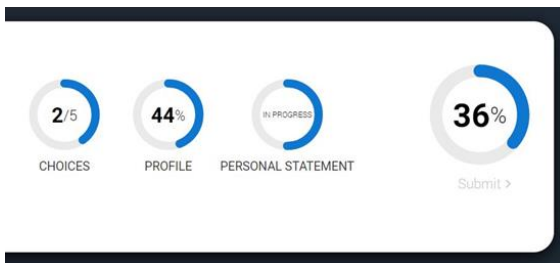 2/5
CHOICES
44%
PROFILE
IN PROGRESS
PERSONAL STATEMENT
36%
Submit >